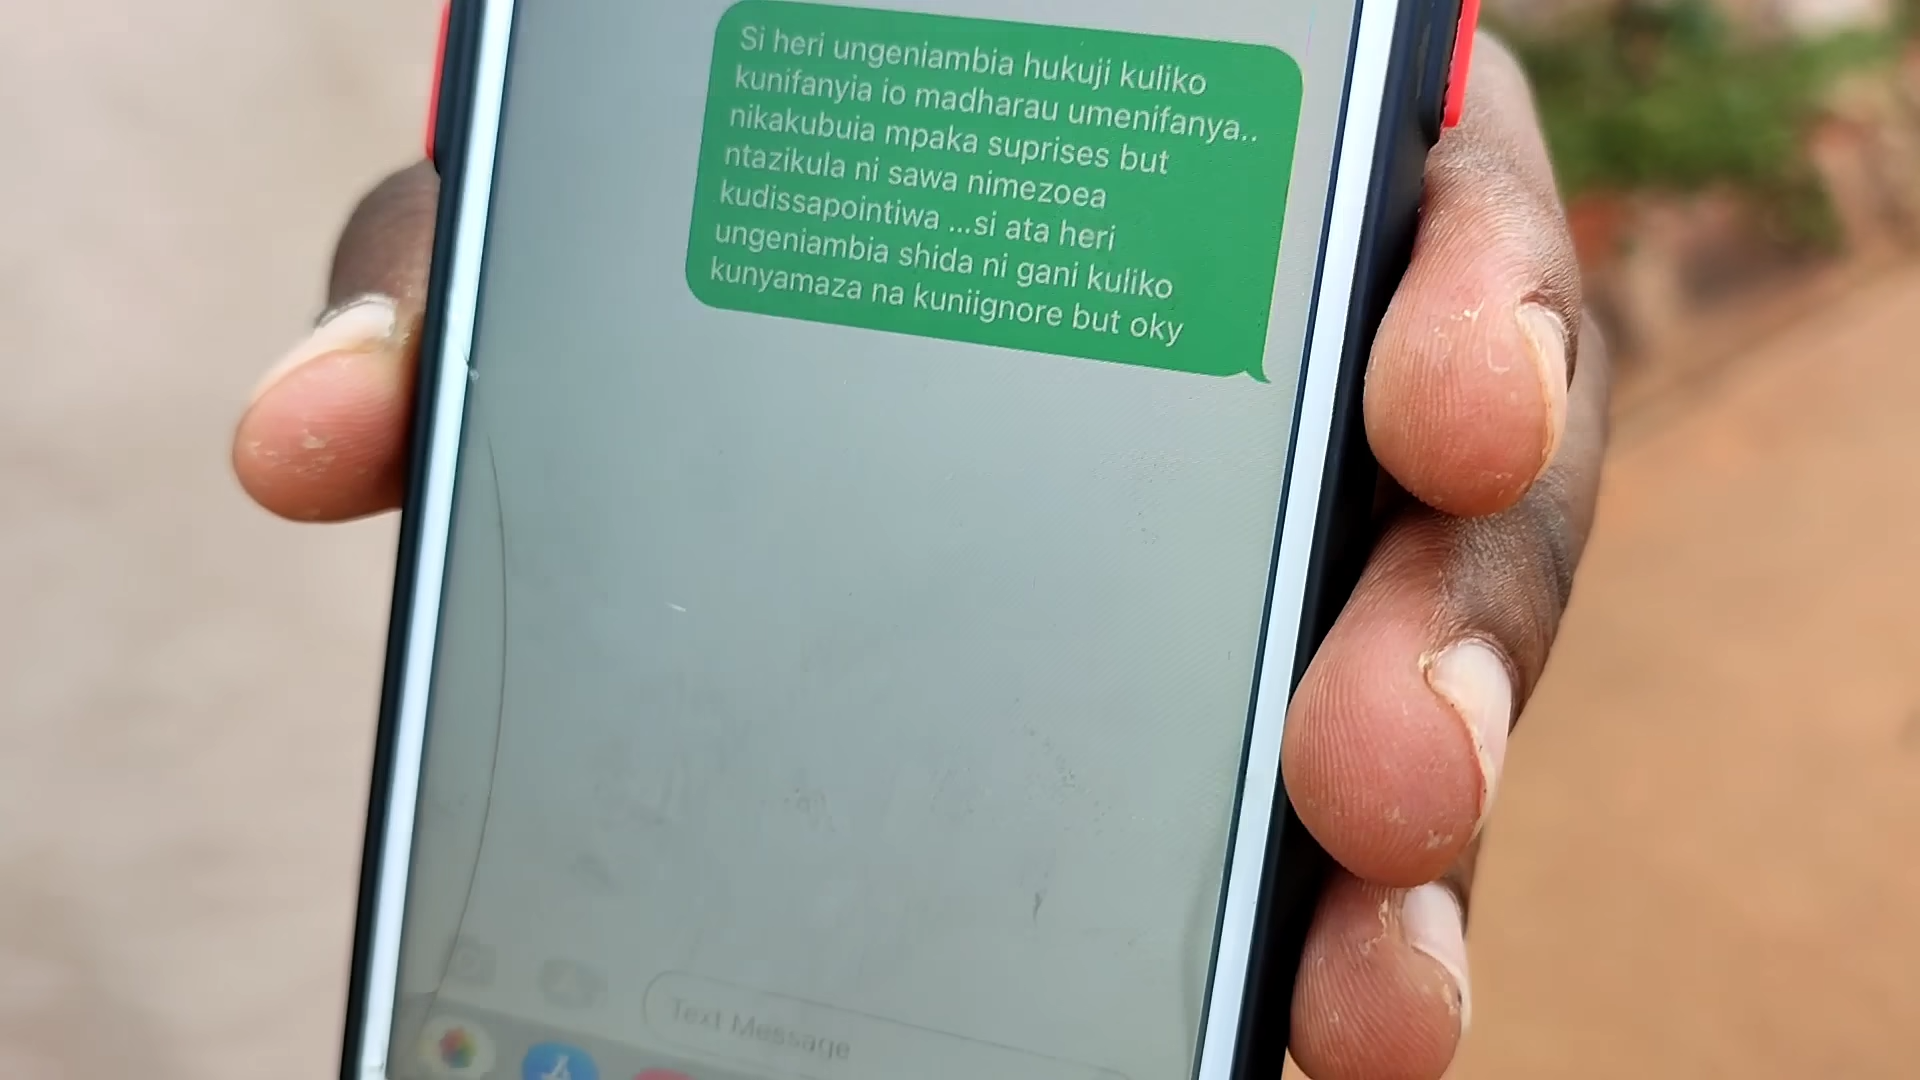 Si heri ungeniambia hukuji kuliko
kunifanyia io madharau umenifanya..
nikakubuia mpaka suprises but
ntazikula ni sawa nimezoea
kudissapointiwa ...si ata heri
ungeniambia shida ni gani kuliko
kunyamaza na kuniignore but oky
Text Message